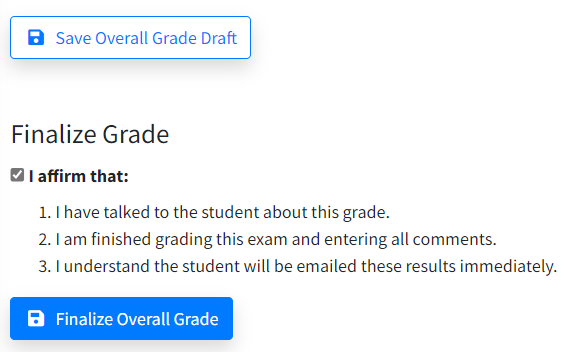 Save Overall Grade Draft
Finalize Grade
I affirm that:
1. I have talked to the student about this grade.
2. I am finished grading this exam and entering all comments.
3. I understand the student will be emailed these results immediately.
Finalize Overall Grade